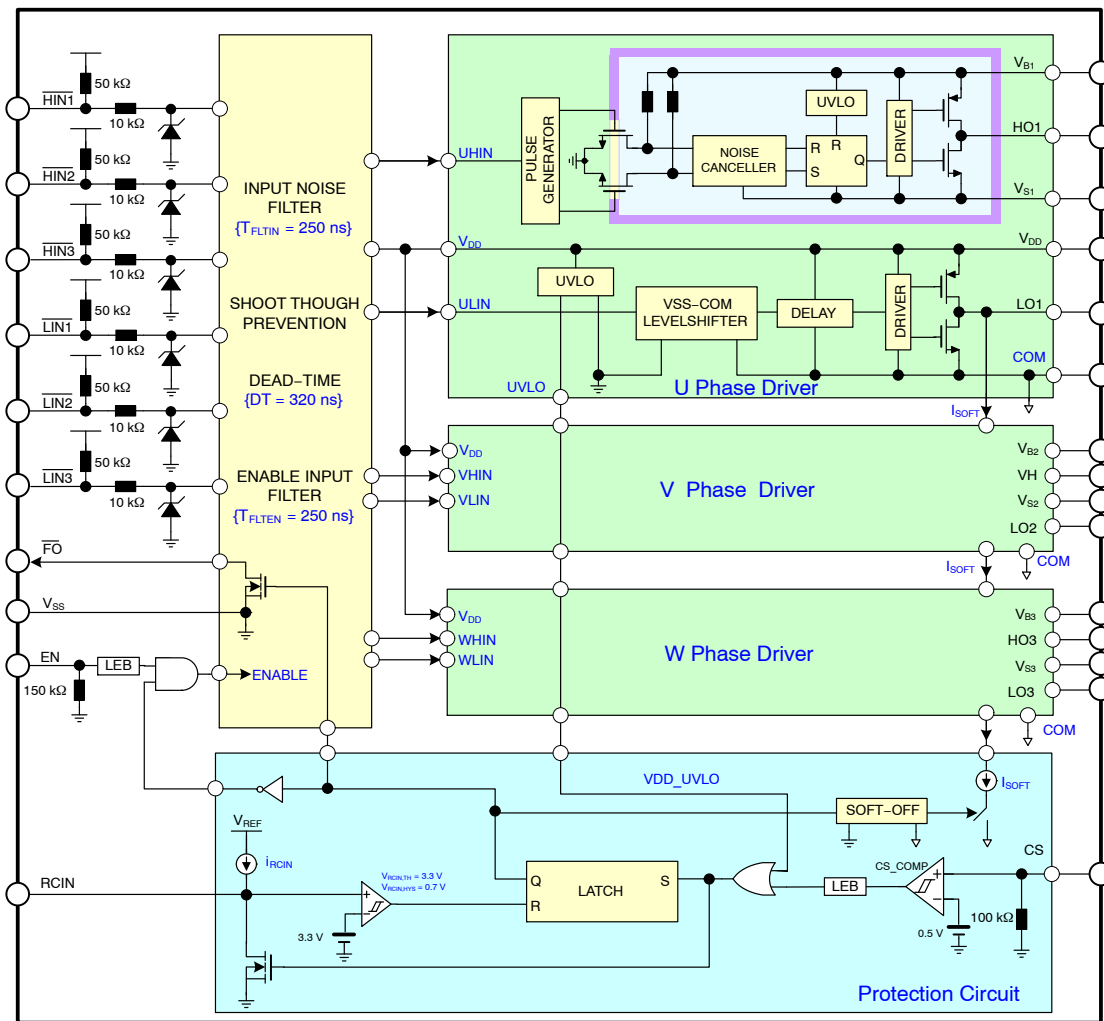 HIN1
50 kΩ
10 kΩ
HIN2
50 kΩ
10 kΩ
HIN3
50 kΩ
10 kΩ
LIN1
50 kΩ
10 kΩ
LIN2
50 kΩ
10 kΩ
LIN3
50 kΩ
10 kΩ
FO
VSS
EN
LEB
150 kΩ
RCIN
INPUT NOISE
FILTER
{TFLTIN = 250 ns}
SHOOT THOUGH
PREVENTION
DEAD−TIME
{DT = 320 ns}
ENABLE INPUT
FILTER
{TFLTEN = 250 ns}
ENABLE
UHIN
PULSE
GENERATOR
NOISE
CANCELLER
UVLO
R
R
S
Q
DRIVER
VB1
HO1
VS1
VDD
VDD
UVLO
ULIN
VSS−COM
LEVELSHIFTER
DELAY
DRIVER
LO1
COM
UVLO
U Phase Driver
ISOFT
VDD
VHIN
VLIN
V Phase Driver
VB2
VH
VS2
LO2
ISOFT
COM
VDD
WHIN
WLIN
W Phase Driver
VB3
HO3
VS3
LO3
COM
VDD_UVLO
ISOFT
SOFT−OFF
VREF
iRCIN
VRCIN,TH = 3.3 V
VRCIN,HYS = 0.7 V
3.3 V
Q
R
LATCH
S
LEB
CS_COMP
CS
0.5 V
100 kΩ
Protection Circuit